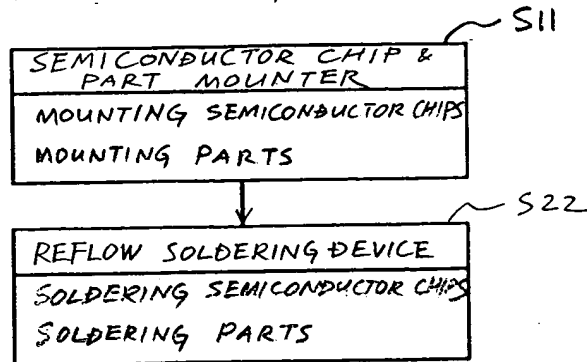 S11
SEMICONDUCTOR CHIP &
PART MOUNTER
MOUNTING SEMICONDUCTOR CHIPS
MOUNTING PARTS
S22
REFLOW SOLDERING DEVICE
SOLDERING SEMICONDUCTOR CHIPS
SOLDERING PARTS